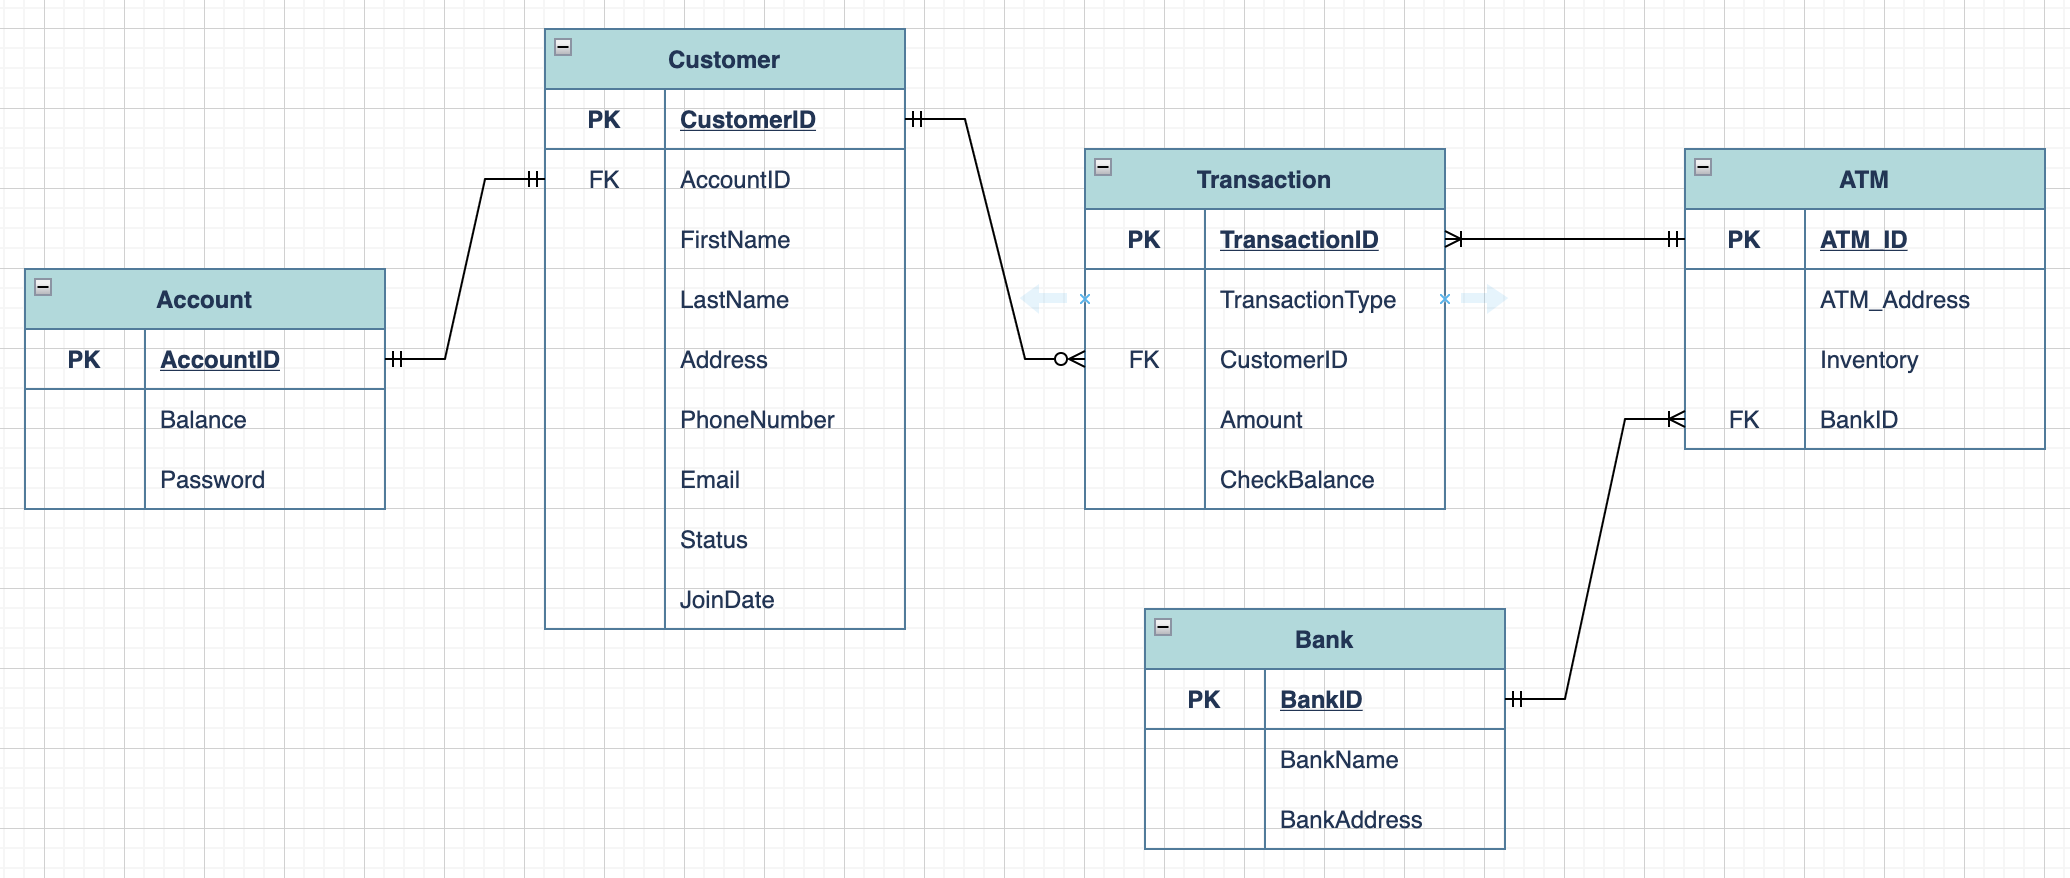 Customer
PK CustomerID
FK AccountID
FirstName
LastName
Address
PhoneNumber
Email
Status
JoinDate
Account
PK AccountID
Balance
Password
Transaction
PK TransactionID
TransactionType
FK CustomerID
Amount
CheckBalance
ATM
PK ATM_ID
ATM_Address
Inventory
FK BankID
Bank
PK BankID
BankName
BankAddress